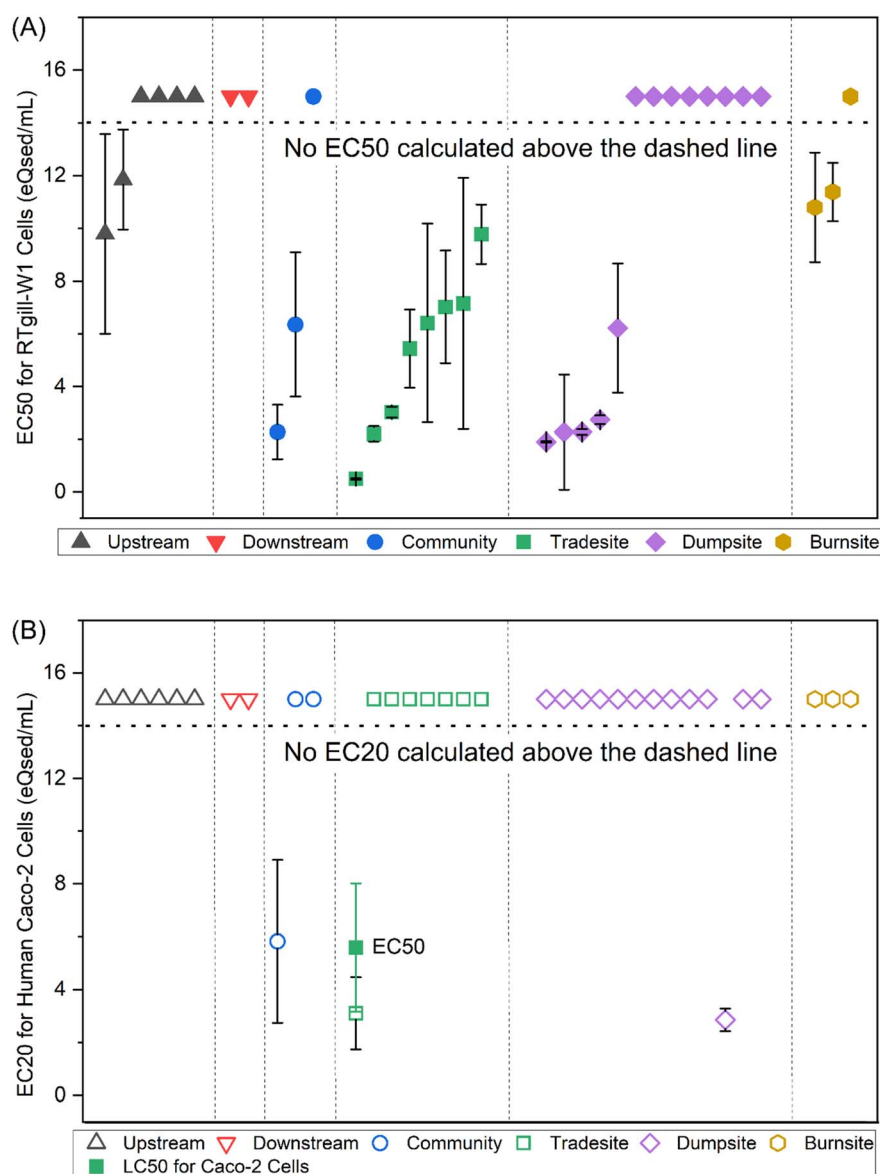 (A)
16
No EC50 calculated above the dashed line
12
8
4
0
EC50 for RTgill-W1 Cells (eQsed/mL)
Upstream Downstream Community Tradesite Dumpsite Burnsite
(B)
16
No EC20 calculated above the dashed line
12
8
EC50
4
0
EC20 for Human Caco-2 Cells (eQsed/mL)
Upstream Downstream Community Tradesite Dumpsite Burnsite
LC50 for Caco-2 Cells